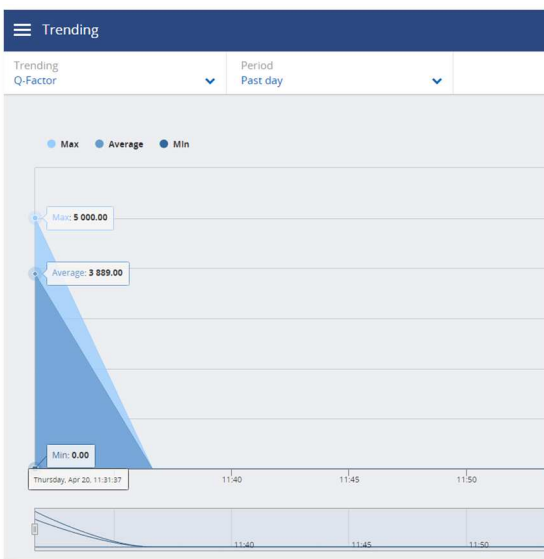 Trending
Trending
Q-Factor
Period
Past day
Max
Average
Min
Max: 5 000.00
Average: 3 889.00
Min: 0.00
Thursday, Apr 20, 11:31:37
11:40
11:45
11:50
11:40
11:45
11:50